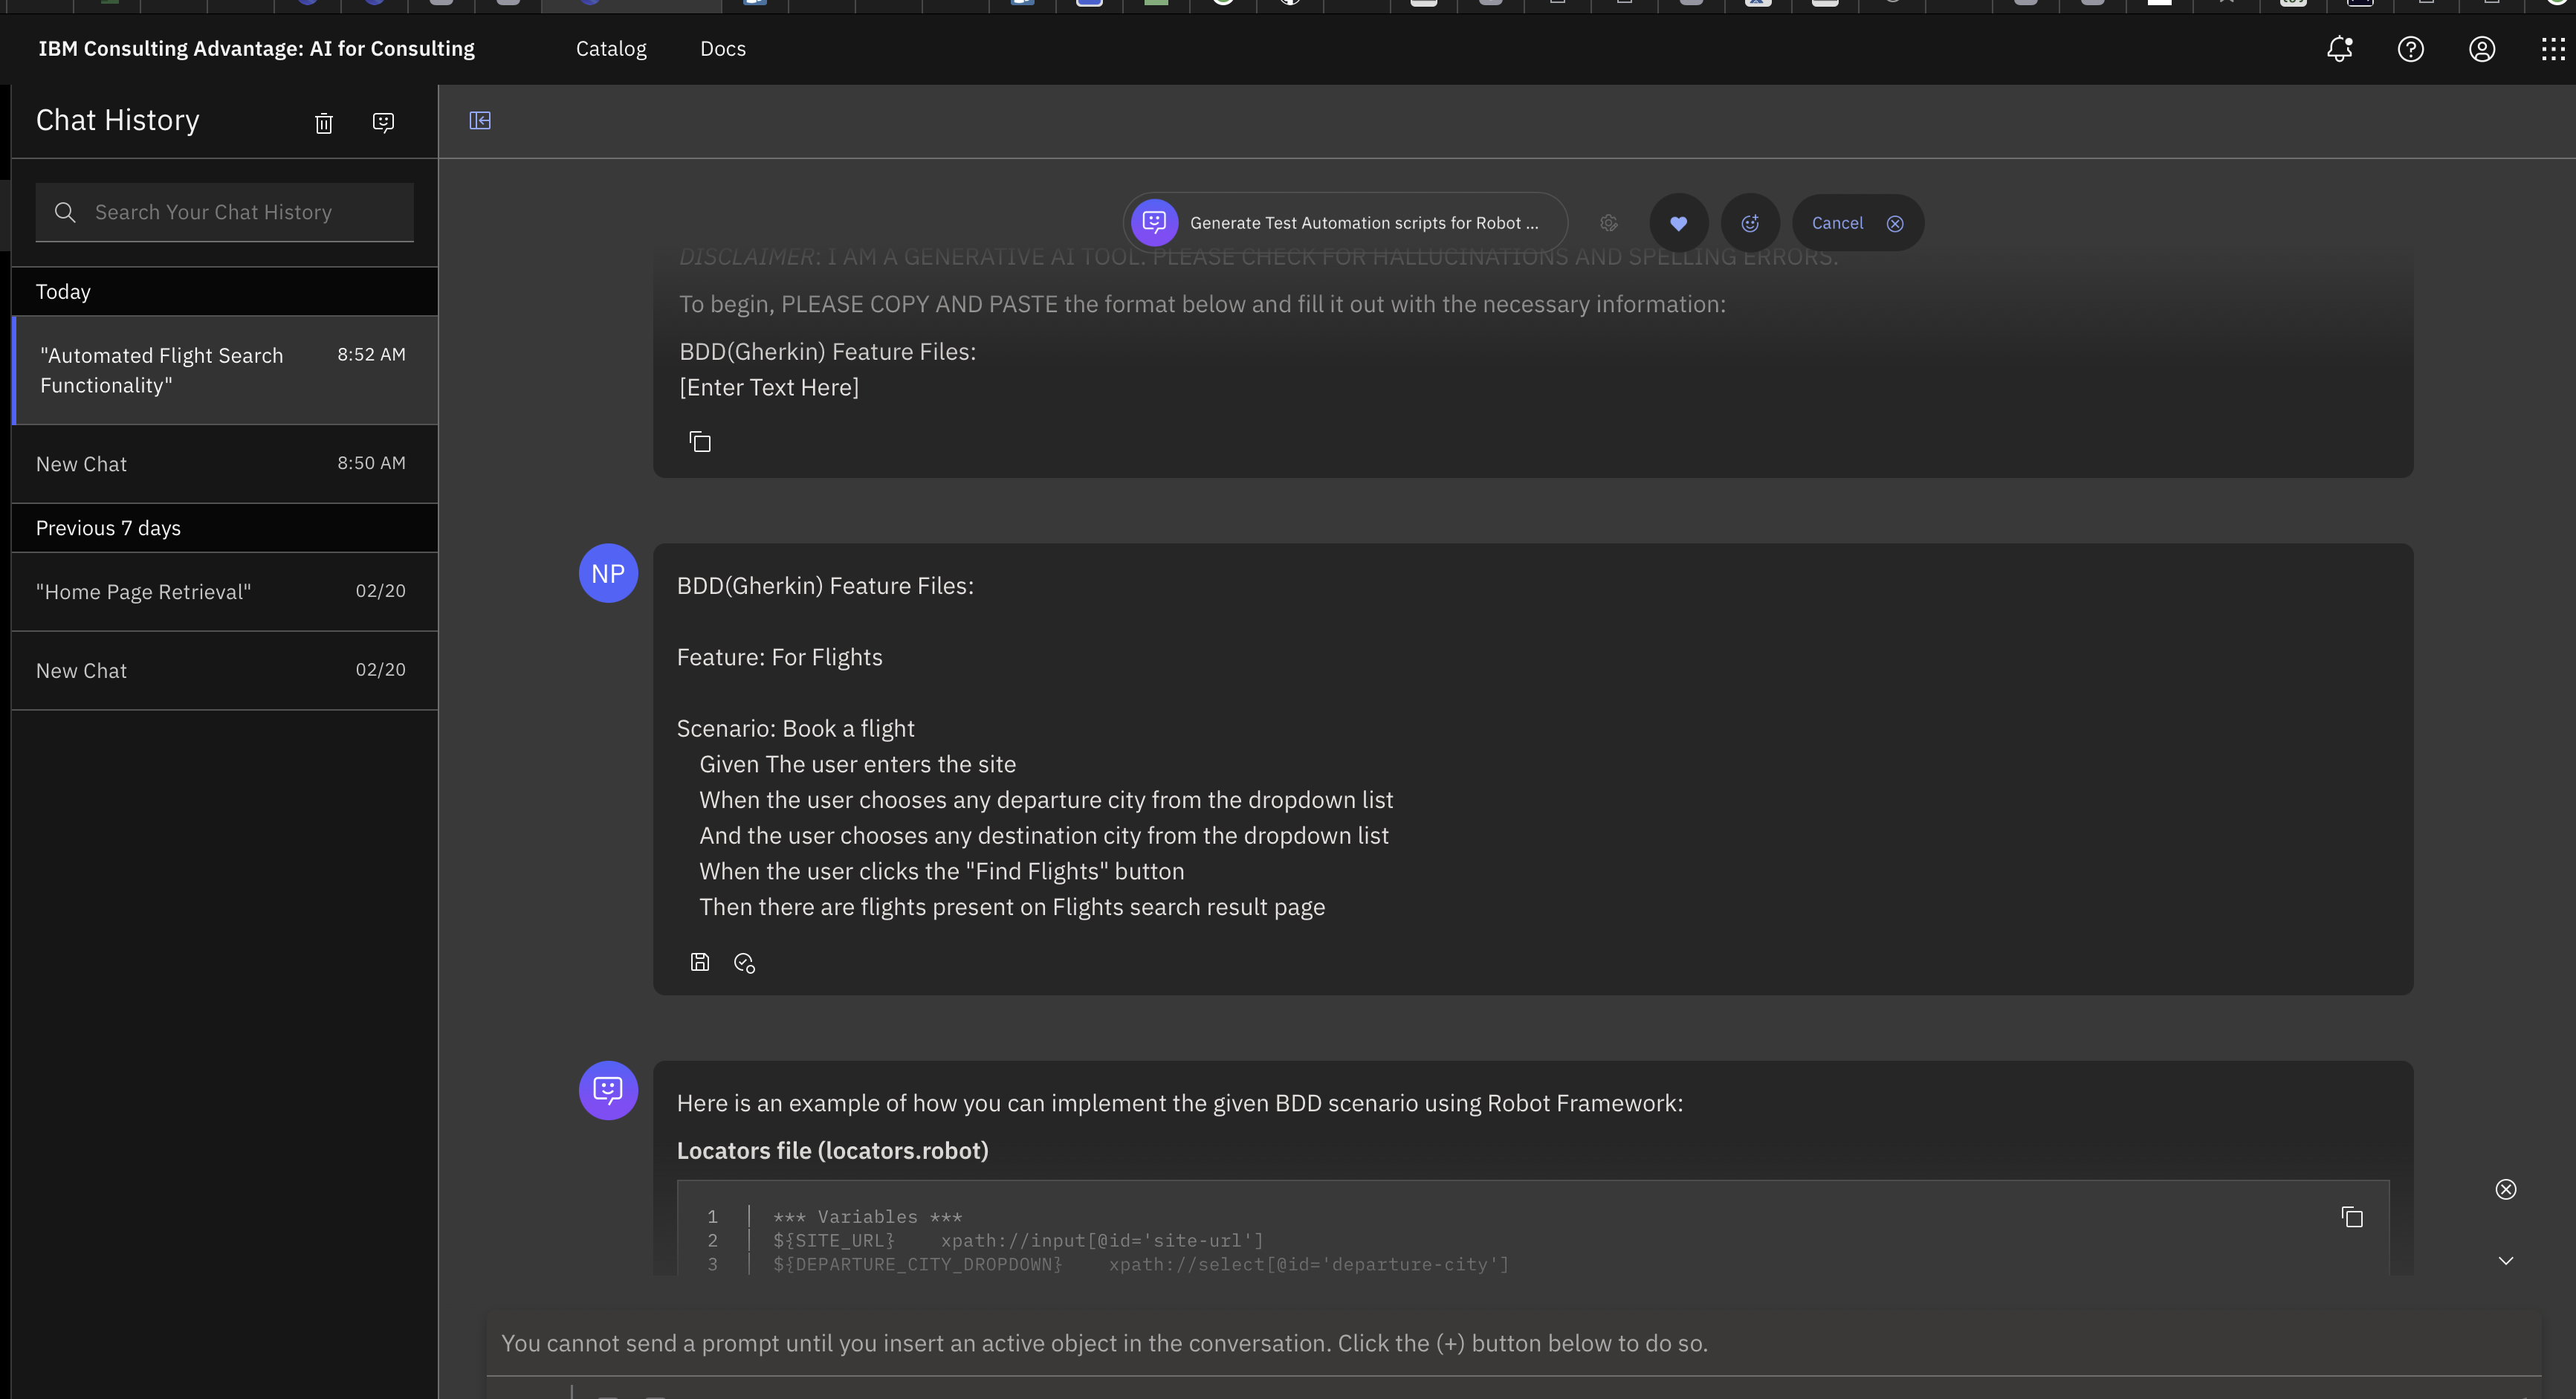 IBM Consulting Advantage: AI for Consulting
Catalog
Docs
Chat History
Search Your Chat History
Today
"Automated Flight Search
Functionality"
8:52 AM
New Chat
8:50 AM
Previous 7 days
"Home Page Retrieval"
02/20
New Chat
02/20
Generate Test Automation scripts for Robot ...
Cancel
DISCLAIMER: I AM A GENERATIVE AI TOOL. PLEASE CHECK FOR HALLUCINATIONS AND SPELLING ERRORS.
To begin, PLEASE COPY AND PASTE the format below and fill it out with the necessary information:
BDD(Gherkin) Feature Files:
[Enter Text Here]
NP
BDD(Gherkin) Feature Files:
Feature: For Flights
Scenario: Book a flight
Given The user enters the site
When the user chooses any departure city from the dropdown list
And the user chooses any destination city from the dropdown list
When the user clicks the "Find Flights" button
Then there are flights present on Flights search result page
Here is an example of how you can implement the given BDD scenario using Robot Framework:
Locators file (locators.robot)
1 *** Variables ***
2 ${SITE_URL}    xpath://input[@id='site-url']
3 ${DEPARTURE_CITY_DROPDOWN}    xpath://select[@id='departure-city']
You cannot send a prompt until you insert an active object in the conversation. Click the (+) button below to do so.